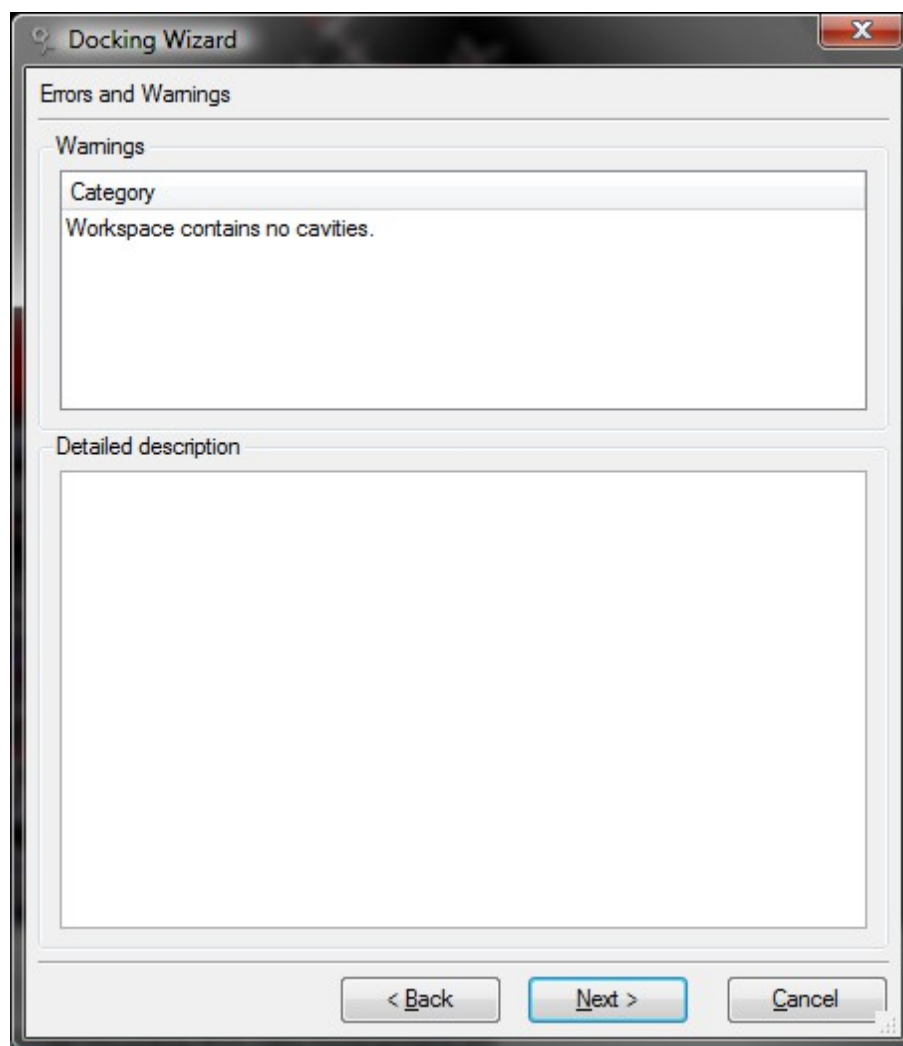 Docking Wizard
X
Errors and Warnings
Warnings
Category
Workspace contains no cavities.
Detailed description
< Back
Next >
Cancel